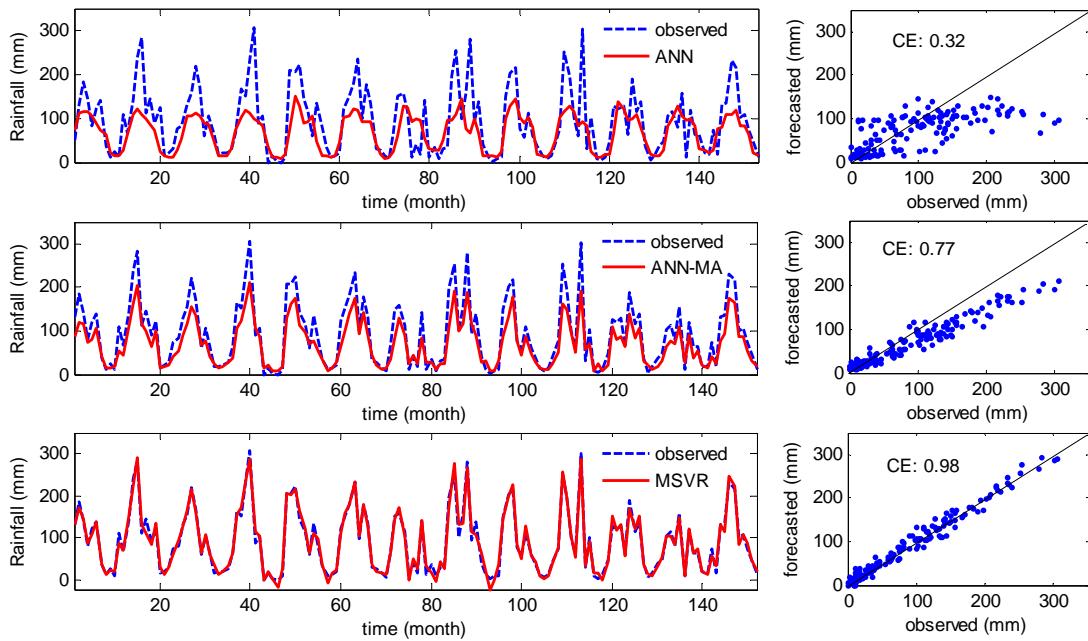 Rainfall (mm)
300
200
100
0
observed
ANN
20 40 60 80 100 120 140
time (month)
forecasted (mm)
300
200
100
0
CE: 0.32
0 100 200 300
observed (mm)
Rainfall (mm)
300
200
100
0
observed
ANN-MA
20 40 60 80 100 120 140
time (month)
forecasted (mm)
300
200
100
0
CE: 0.77
0 100 200 300
observed (mm)
Rainfall (mm)
300
200
100
0
observed
MSVR
20 40 60 80 100 120 140
time (month)
forecasted (mm)
300
200
100
0
CE: 0.98
0 100 200 300
observed (mm)